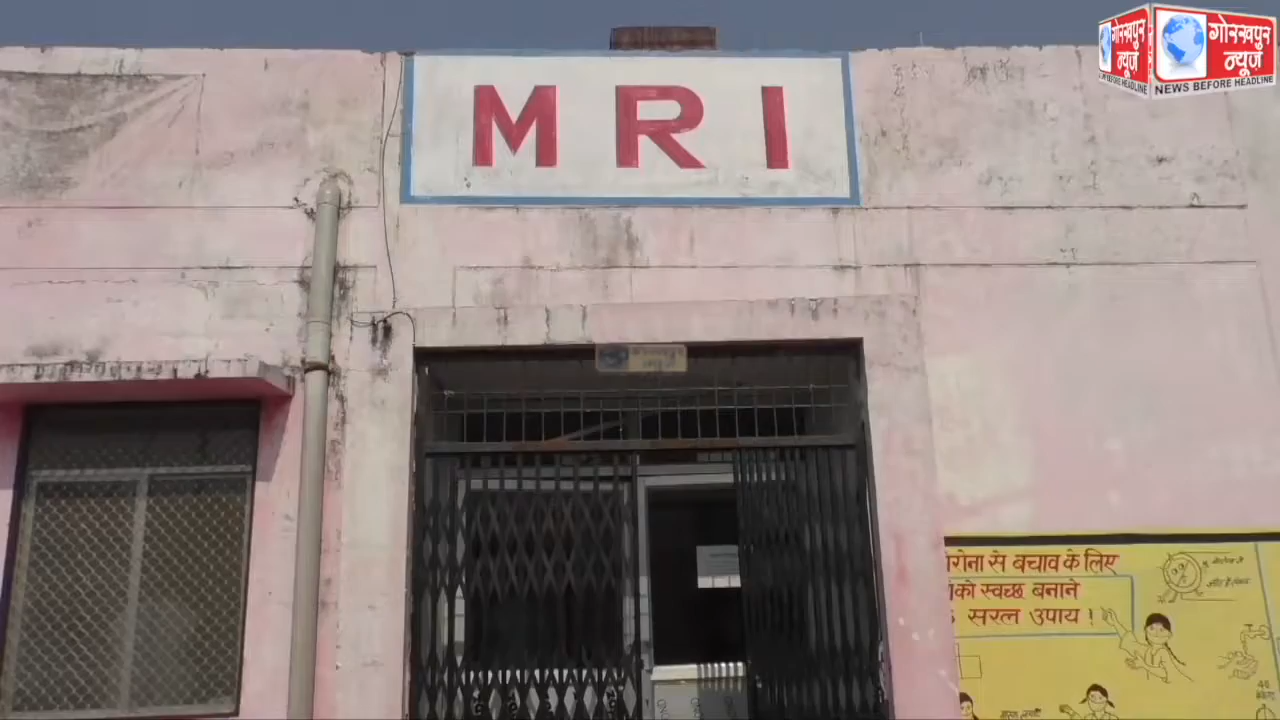 गोरखपुर
न्यूज़
NEWS BEFORE HEADLINE
MRI
रोना से बचाव के लिए
को स्वच्छ बनाने
सरल उपाय !